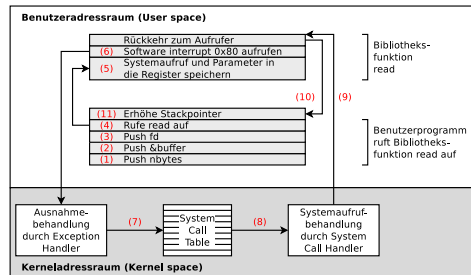 Benutzeradressraum (User space)
Rückkehr zum Aufrufer
(6) Software interrupt 0x80 aufrufen
(5) Systemaufruf und Parameter in
die Register speichern
Bibliotheks-
funktion
read
(10)
(9)
(11) Erhöhe Stackpointer
(4) Rufe read auf
(3) Push fd
(2) Push &buffer
(1) Push nbytes
Benutzerprogramm
ruft Bibliotheks-
funktion read auf
Ausnahme-
behandlung
durch Exception
Handler
(7)
System
Call
Table
(8)
Systemaufruf-
behandlung
durch System
Call Handler
Kerneladressraum (Kernel space)